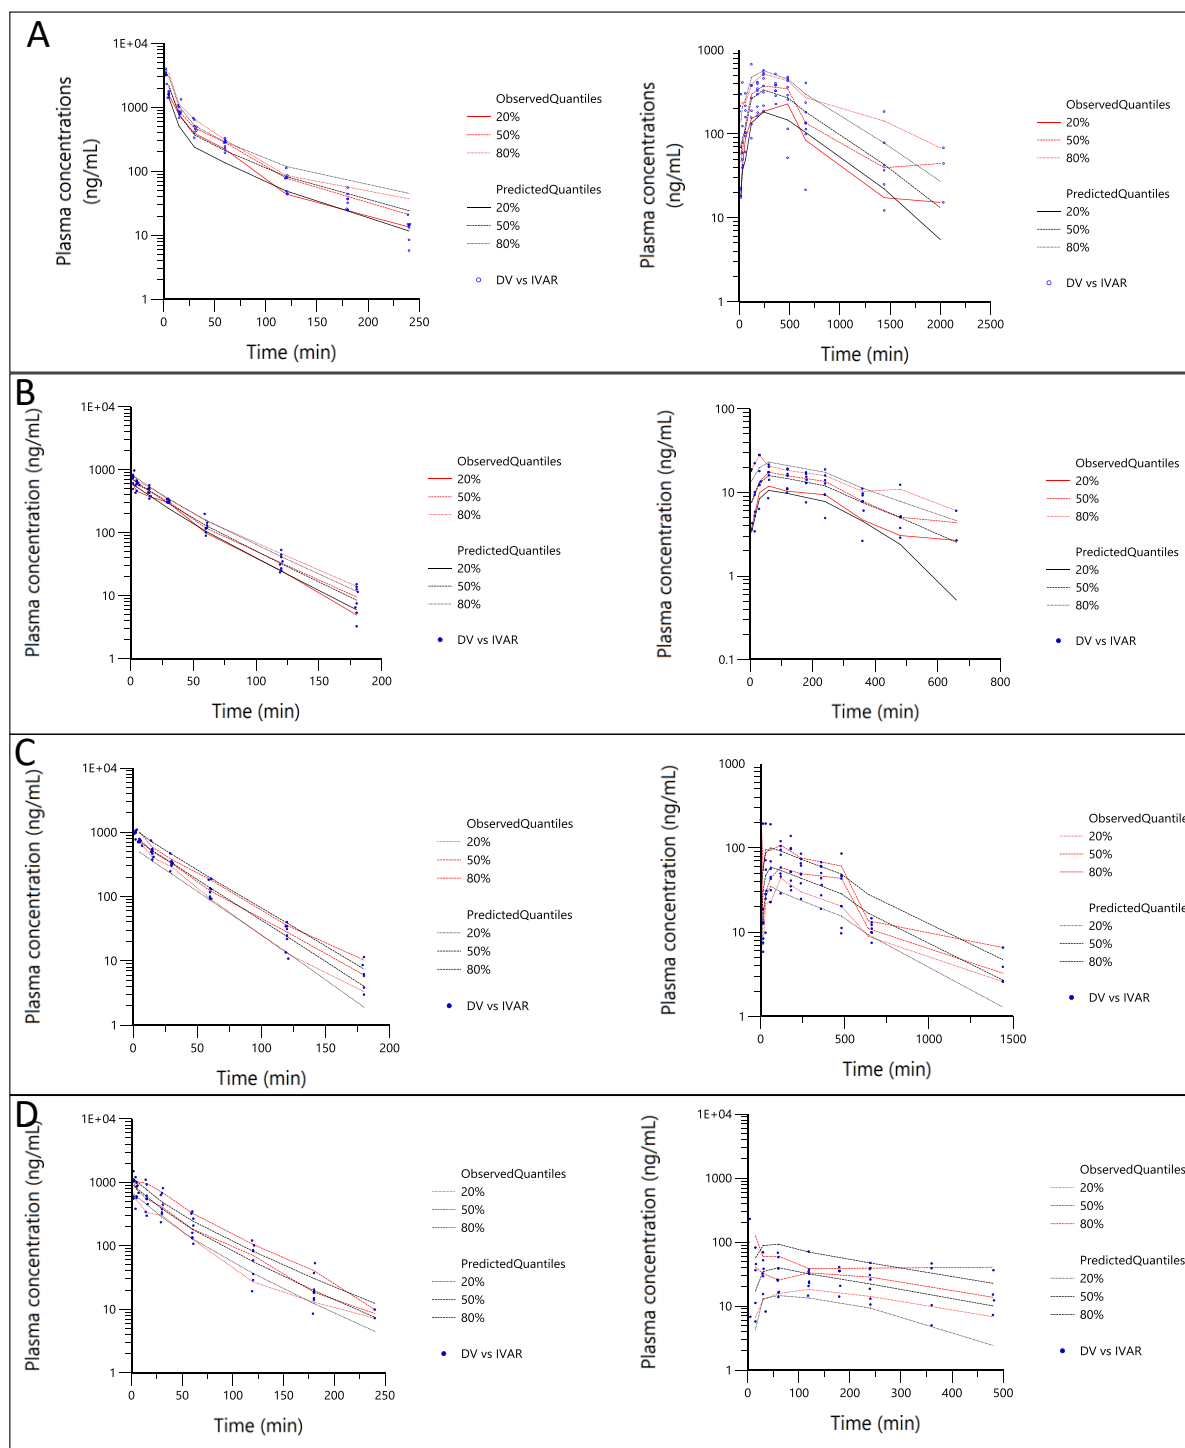 A
Plasma concentrations
(ng/mL)
1E+04
1000
100
10
1
0
50
100
150
200
250
Time (min)
ObservedQuantiles
20%
50%
80%
PredictedQuantiles
20%
50%
80%
DV vs IVAR
Plasma concentrations
(ng/mL)
1000
100
10
1
0
500
1000
1500
2000
2500
Time (min)
ObservedQuantiles
20%
50%
80%
PredictedQuantiles
20%
50%
80%
DV vs IVAR
B
Plasma concentration (ng/mL)
1E+04
1000
100
10
1
0
50
100
150
200
Time (min)
ObservedQuantiles
20%
50%
80%
PredictedQuantiles
20%
50%
80%
DV vs IVAR
Plasma concentration (ng/mL)
100
10
1
0.1
0
200
400
600
800
Time (min)
ObservedQuantiles
20%
50%
80%
PredictedQuantiles
20%
50%
80%
DV vs IVAR
C
Plasma concentration (ng/mL)
1E+04
1000
100
10
1
0
50
100
150
200
Time (min)
ObservedQuantiles
20%
50%
80%
PredictedQuantiles
20%
50%
80%
DV vs IVAR
Plasma concentration (ng/mL)
1000
100
10
1
0
500
1000
1500
Time (min)
ObservedQuantile
20%
50%
80%
PredictedQuantile
20%
50%
80%
DV vs IVAR
D
Plasma concentration (ng/mL)
1E+04
1000
100
10
1
0
50
100
150
200
250
Time (min)
ObservedQuantiles
20%
50%
80%
PredictedQuantiles
20%
50%
80%
DV vs IVAR
Plasma concentration (ng/mL)
1E+04
1000
100
10
1
0
100
200
300
400
500
Time (min)
ObservedQuantiles
20%
50%
80%
PredictedQuantiles
20%
50%
80%
DV vs IVAR